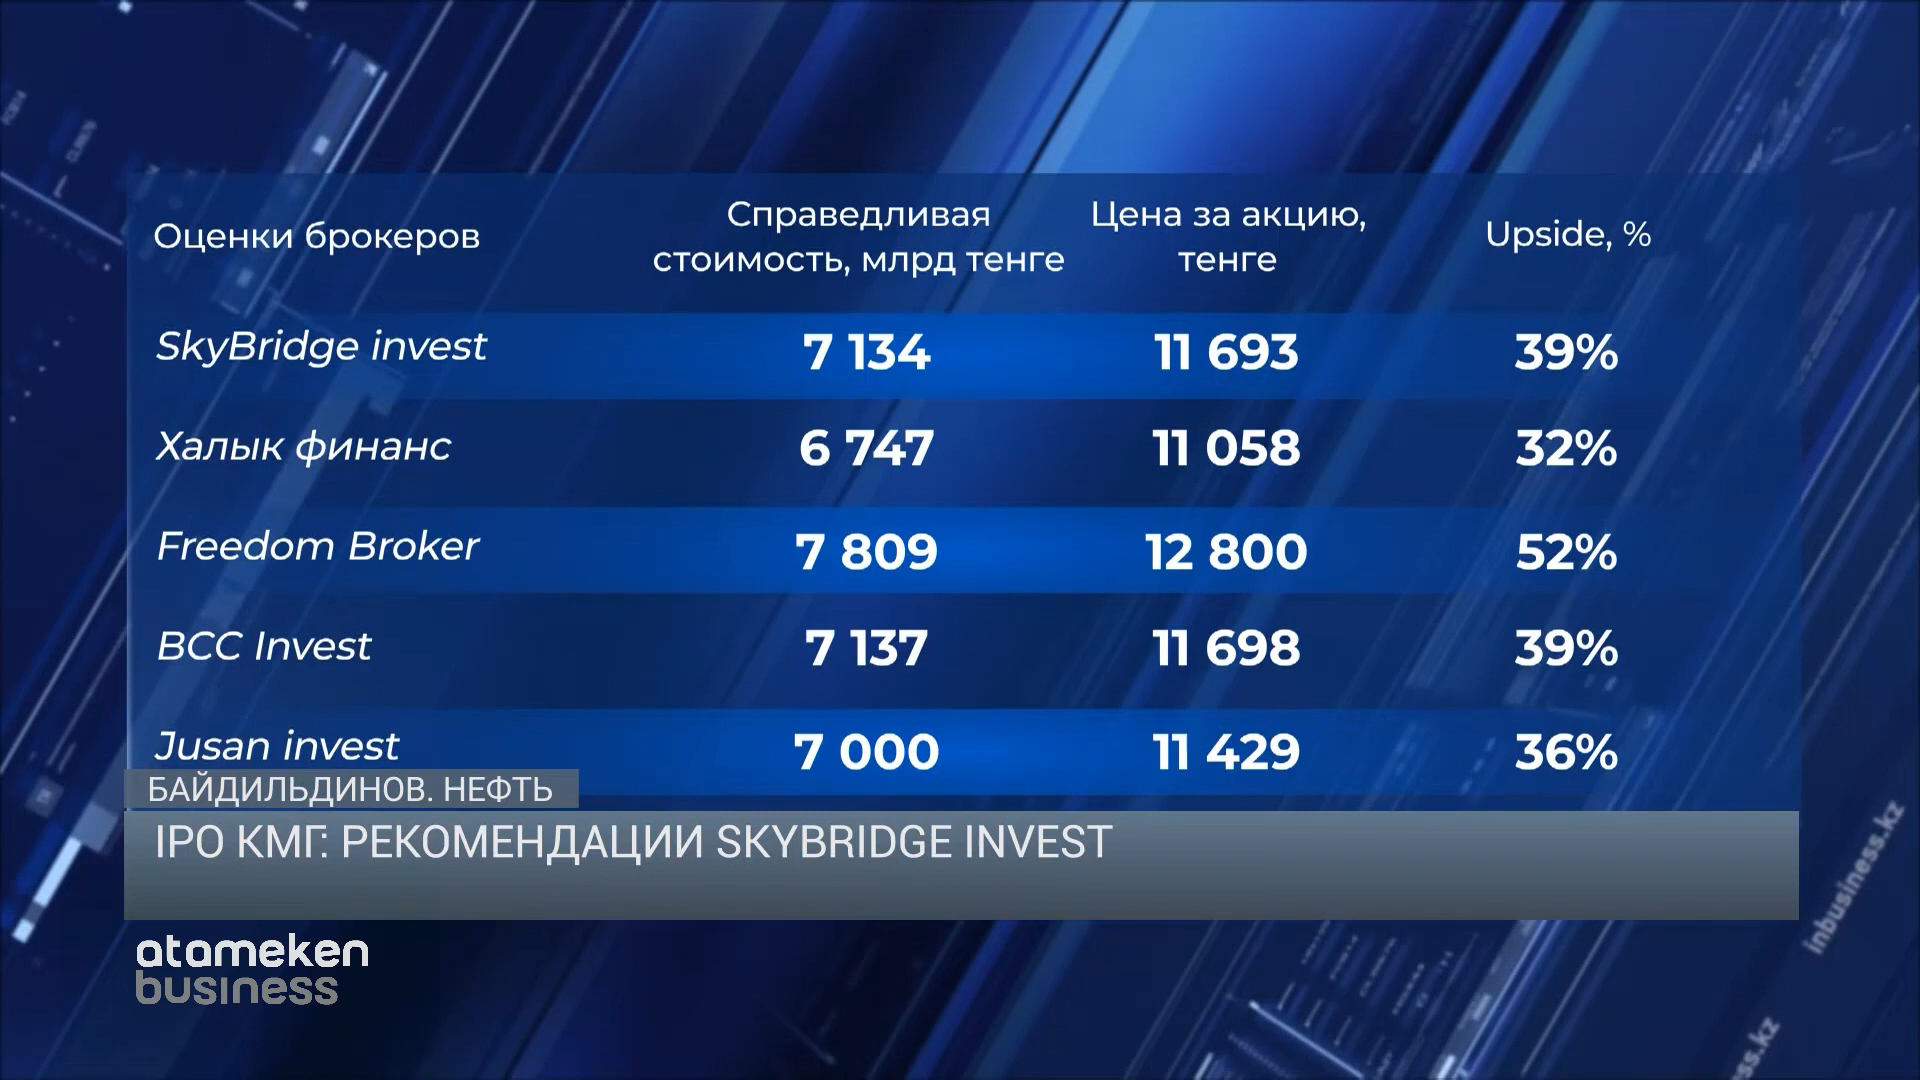 Оценки брокеров
Справедливая
стоимость, млрд тенге
Цена за акцию,
тенге
Upside, %
SkyBridge invest 7 134 11 693 39%
Халык финанс 6 747 11 058 32%
Freedom Broker 7 809 12 800 52%
BCC Invest 7 137 11 698 39%
Jusan invest 7 000 11 429 36%
БАЙДИЛЬДИНОВ. НЕФТЬ
IPO КМГ: РЕКОМЕНДАЦИИ SKYBRIDGE INVEST
atameken
business
inbusiness.kz